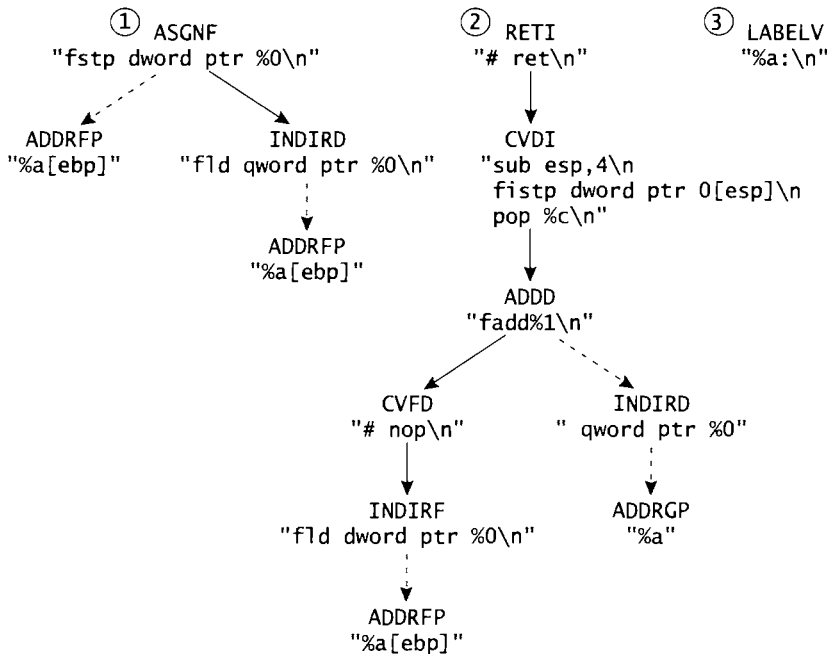 1 ASGNF
"fstp dword ptr %0\n"
ADDRFP
"%a[ebp]"
INDIRD
"fld qword ptr %0\n"
ADDRFP
"%a[ebp]"
2 RETI
"# ret\n"
CVDI
"sub esp,4\n
fistp dword ptr 0[esp]\n
pop %c\n"
ADDD
"fadd%1\n"
CVFD
"# nop\n"
INDIRD
" qword ptr %0"
INDIRF
"fld dword ptr %0\n"
ADDRGP
"%a"
ADDRFP
"%a[ebp]"
3 LABELV
"%a:\n"